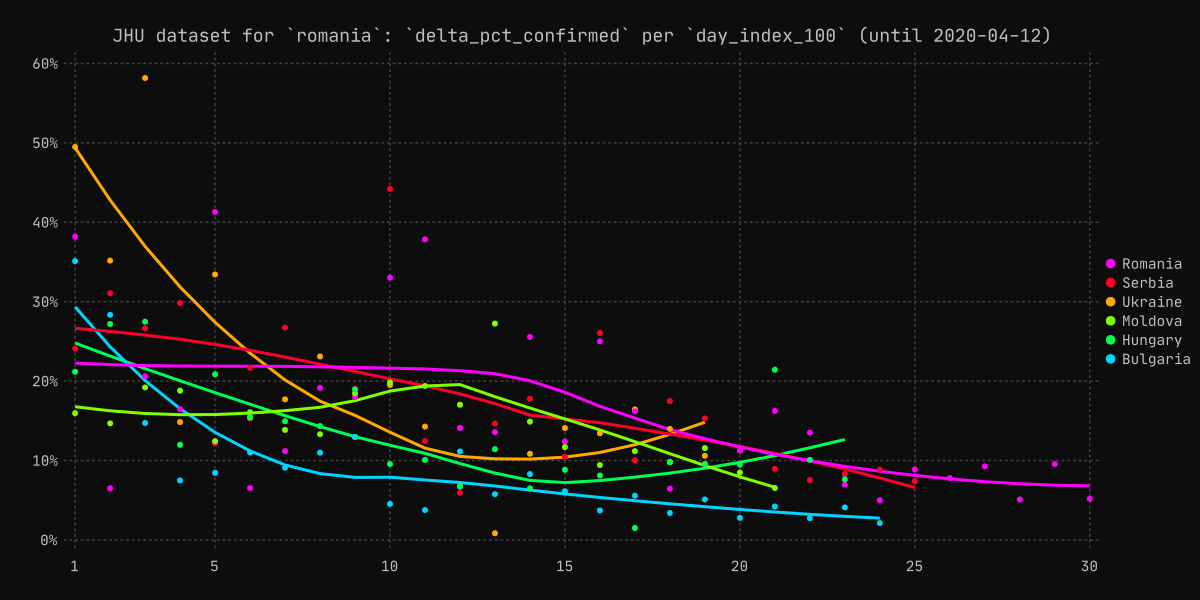 JHU dataset for `romania`: `delta_pct_confirmed` per `day_index_100` (until 2020-04-12)
60%
50%
40%
30%
20%
10%
0%
1 5 10 15 20 25 30
Romania
Serbia
Ukraine
Moldova
Hungary
Bulgaria